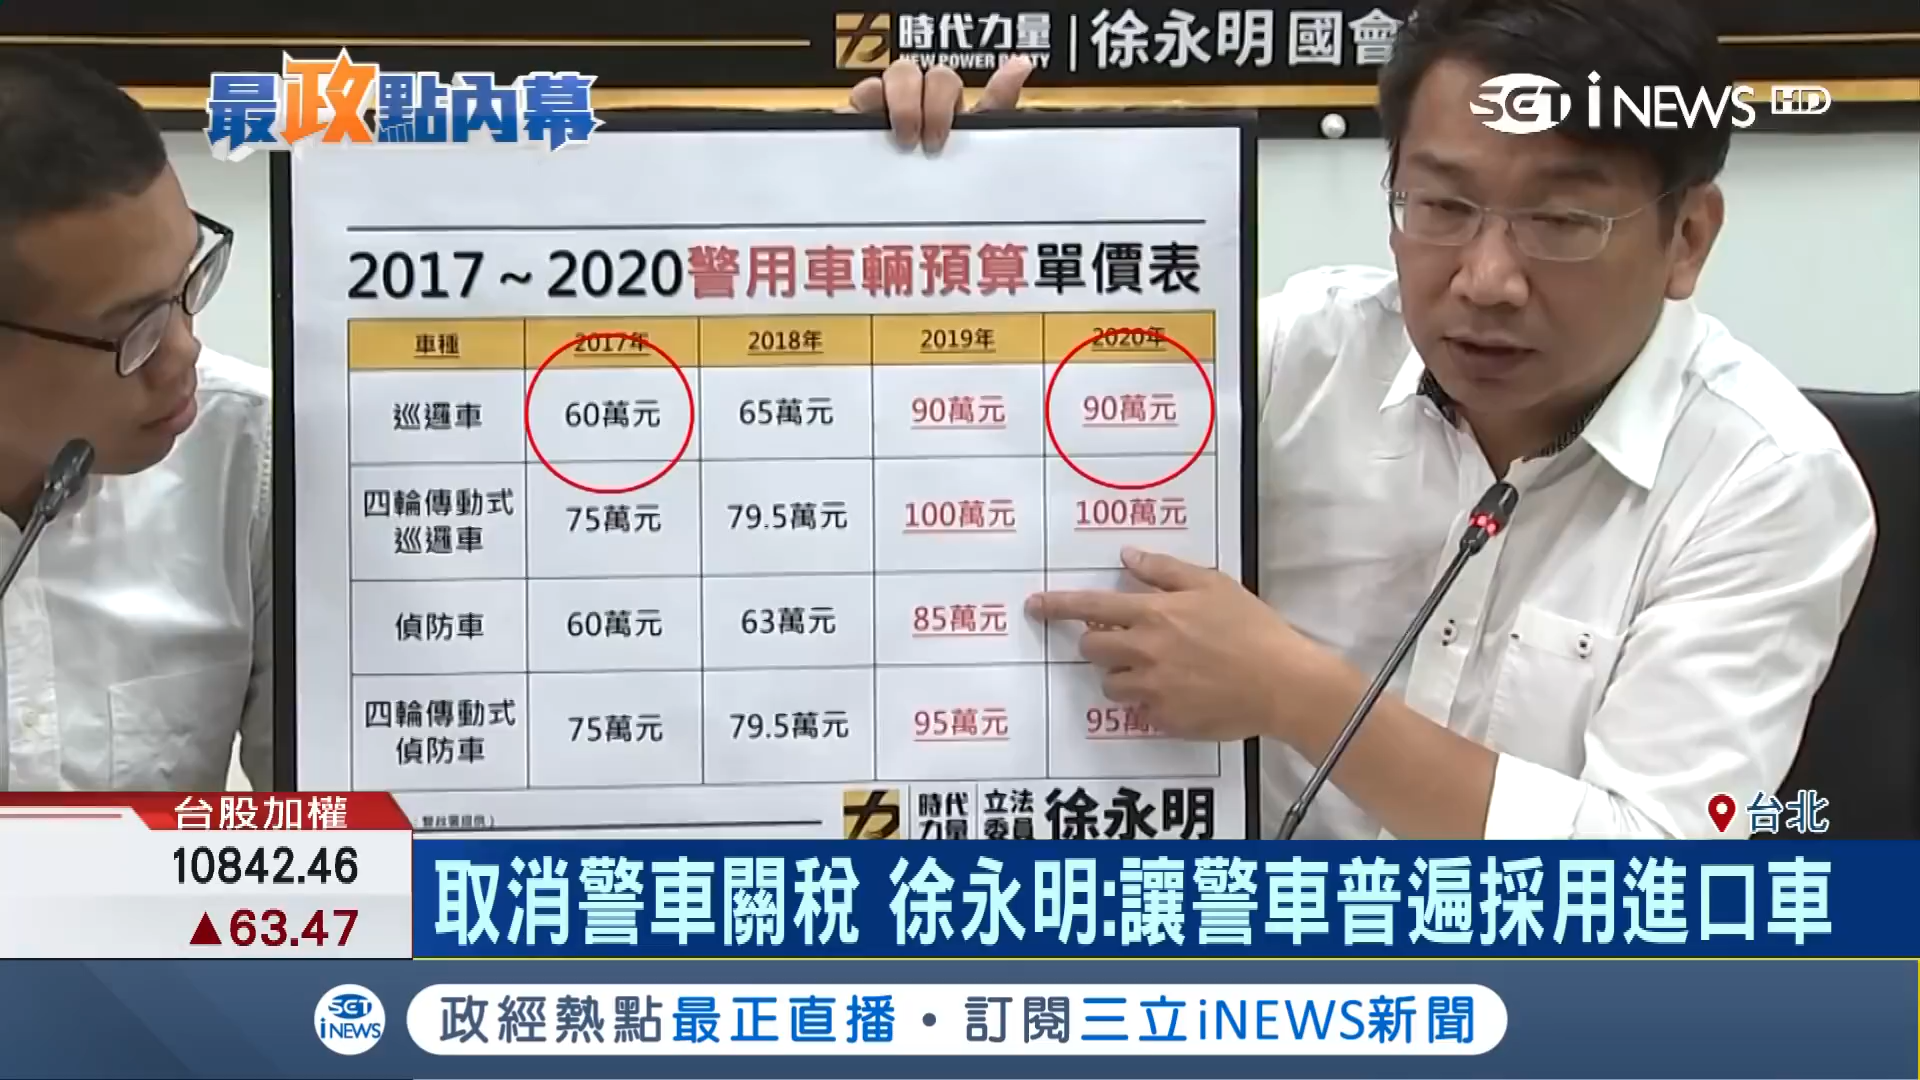 時代力量 NEW POWER PARTY | 徐永明國會
最政點內幕
SET iNEWS HD
2017～2020警用車輛預算單價表
車種 2017年 2018年 2019年 2020年
巡邏車 60萬元 65萬元 90萬元 90萬元
四輪傳動式巡邏車 75萬元 79.5萬元 100萬元 100萬元
偵防車 60萬元 63萬元 85萬元
四輪傳動式偵防車 75萬元 79.5萬元 95萬元 95萬
時代力量 立法委員 徐永明
台北
台股加權
10842.46
▲63.47
取消警車關稅 徐永明:讓警車普遍採用進口車
SET iNEWS
政經熱點最正直播・訂閱三立iNEWS新聞